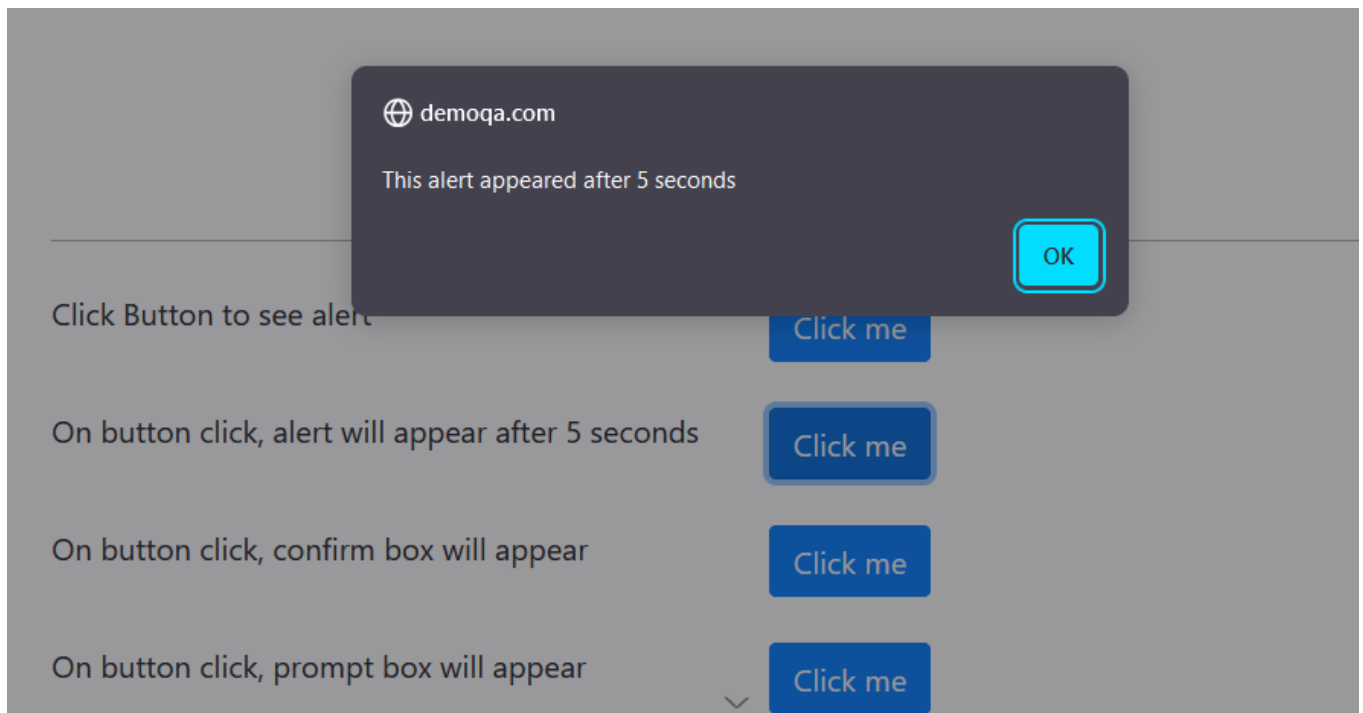 demoqa.com
This alert appeared after 5 seconds
OK
Click Button to see alert
Click me
On button click, alert will appear after 5 seconds
Click me
On button click, confirm box will appear
Click me
On button click, prompt box will appear
Click me